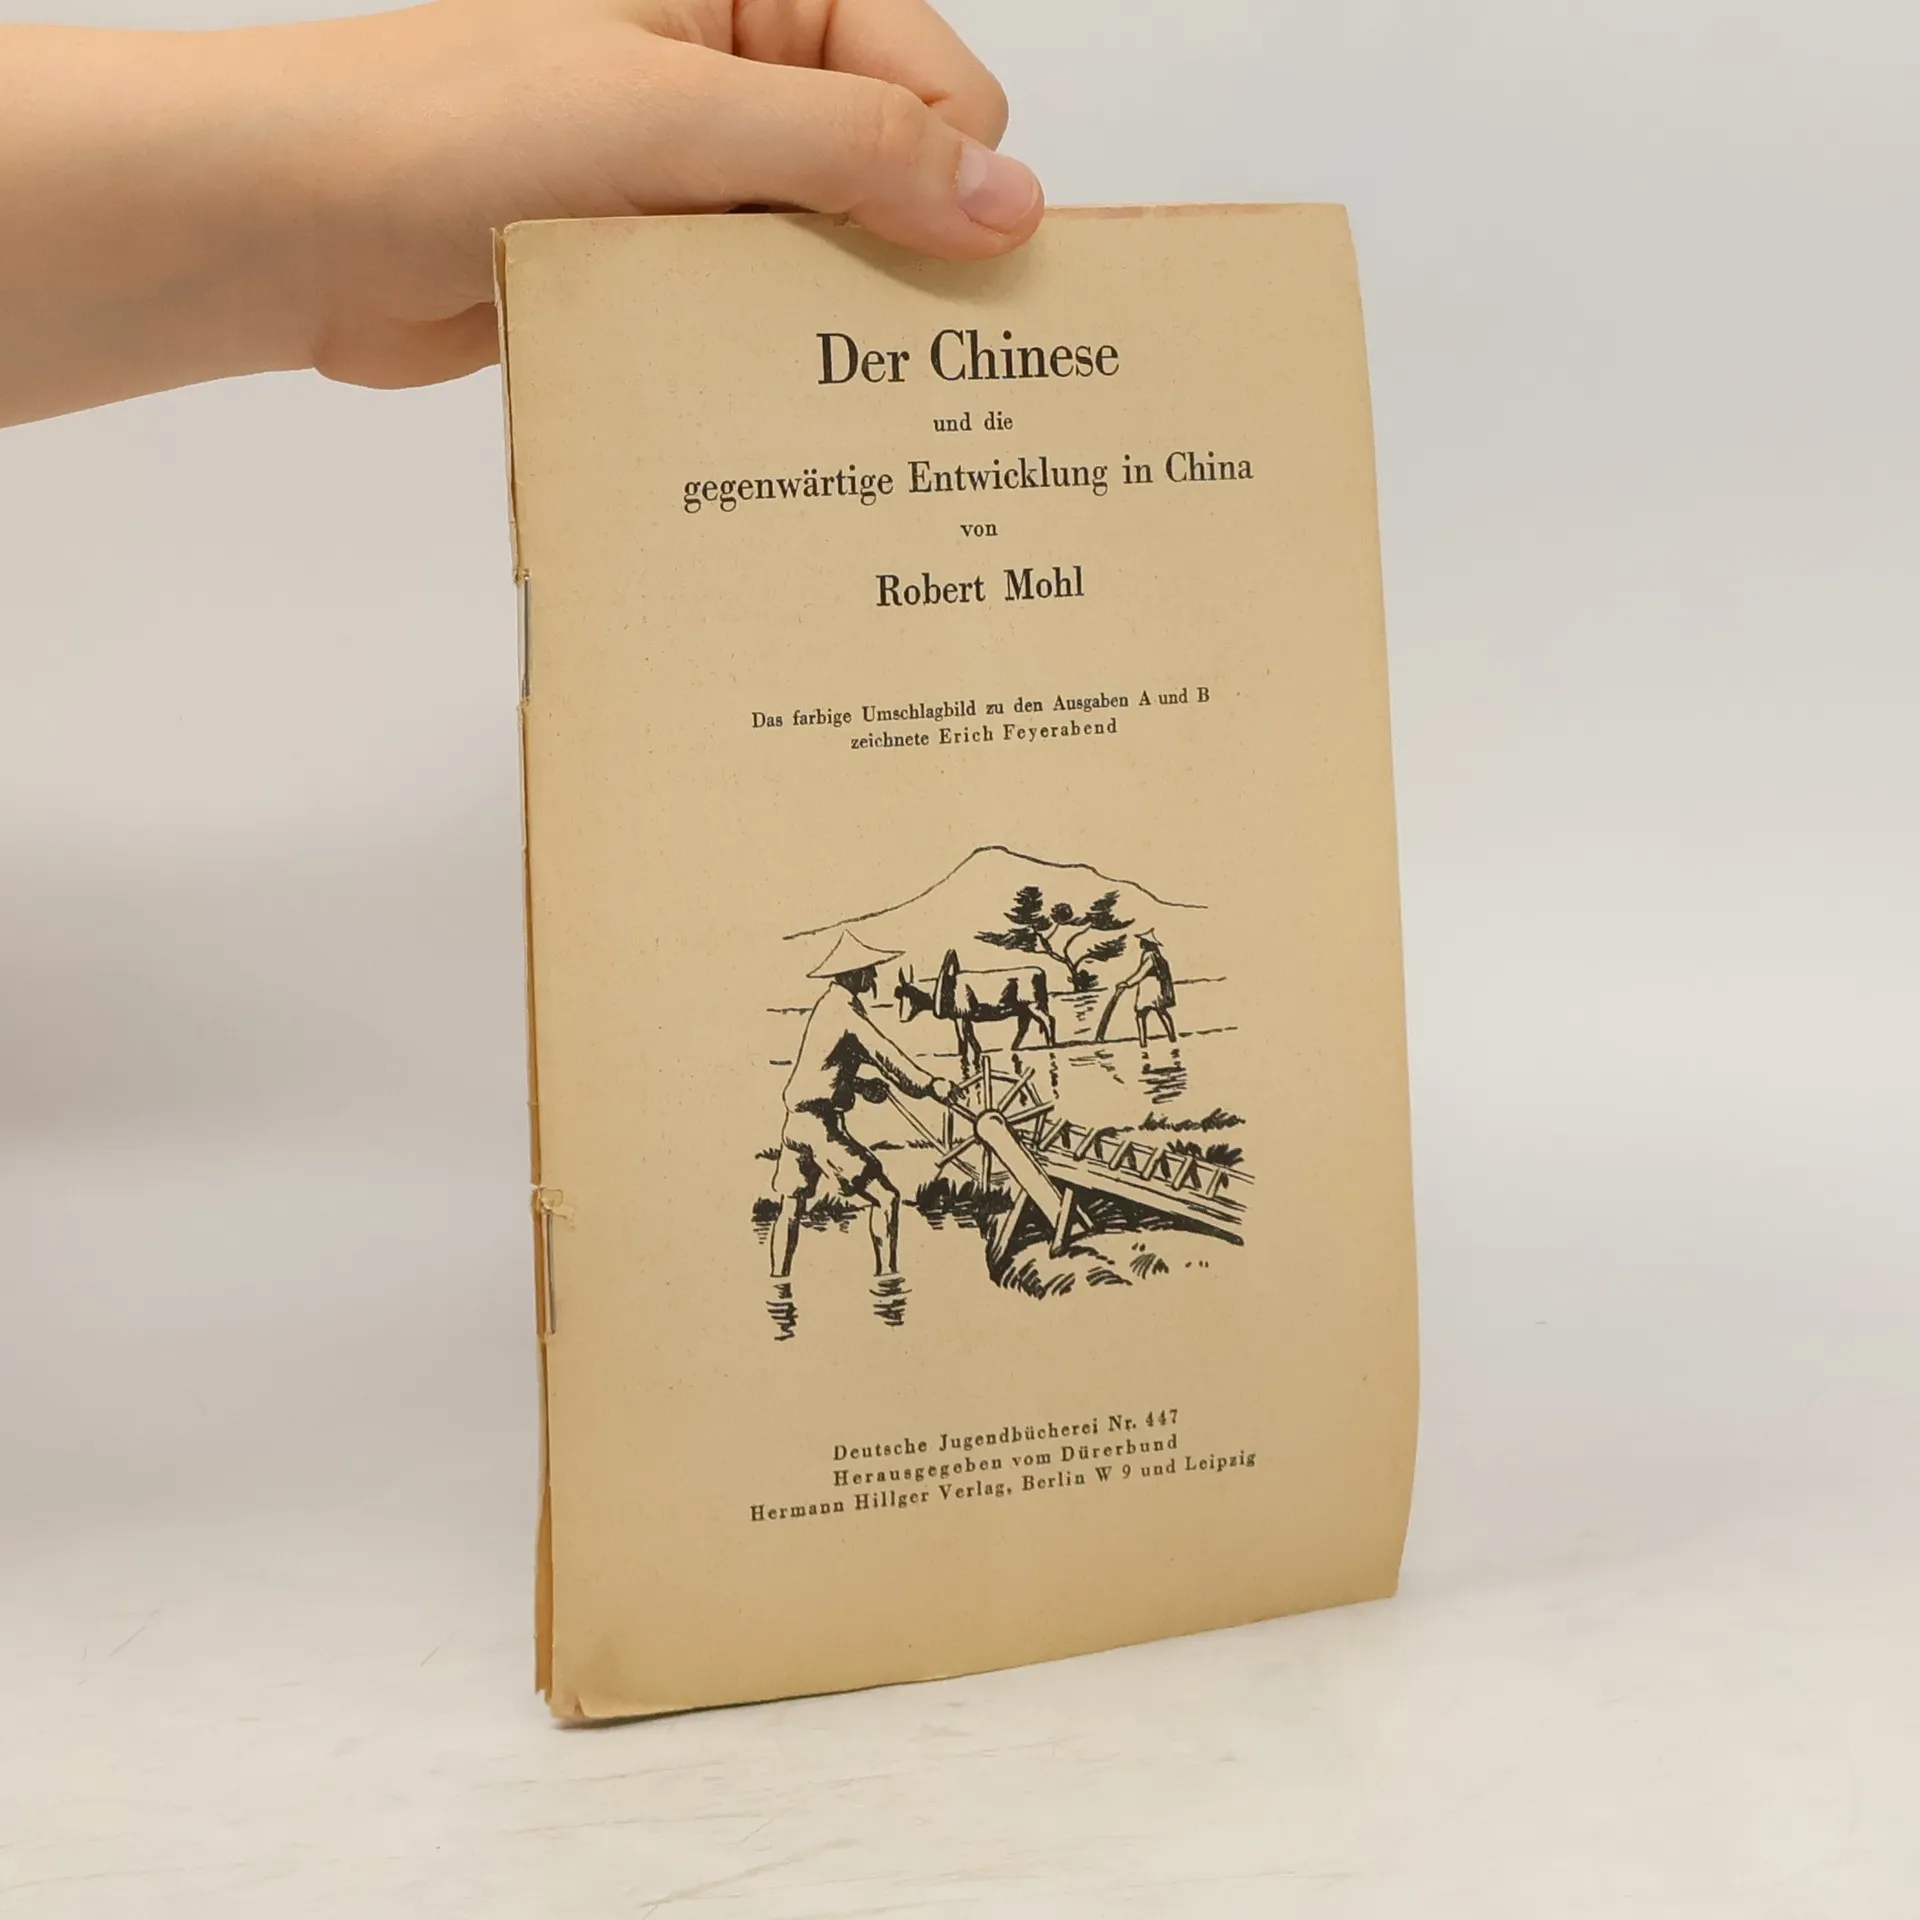 Der Chinese
und die
gegenwärtige Entwicklung in China
von
Robert Mohl
Das farbige Umschlagbild zu den Ausgaben A und B
zeichnete Erich Feyerabend
Deutsche Jugendbücherei Nr. 447
Herausgegeben vom Dürerbund
Hermann Hillger Verlag, Berlin W 9 und Leipzig